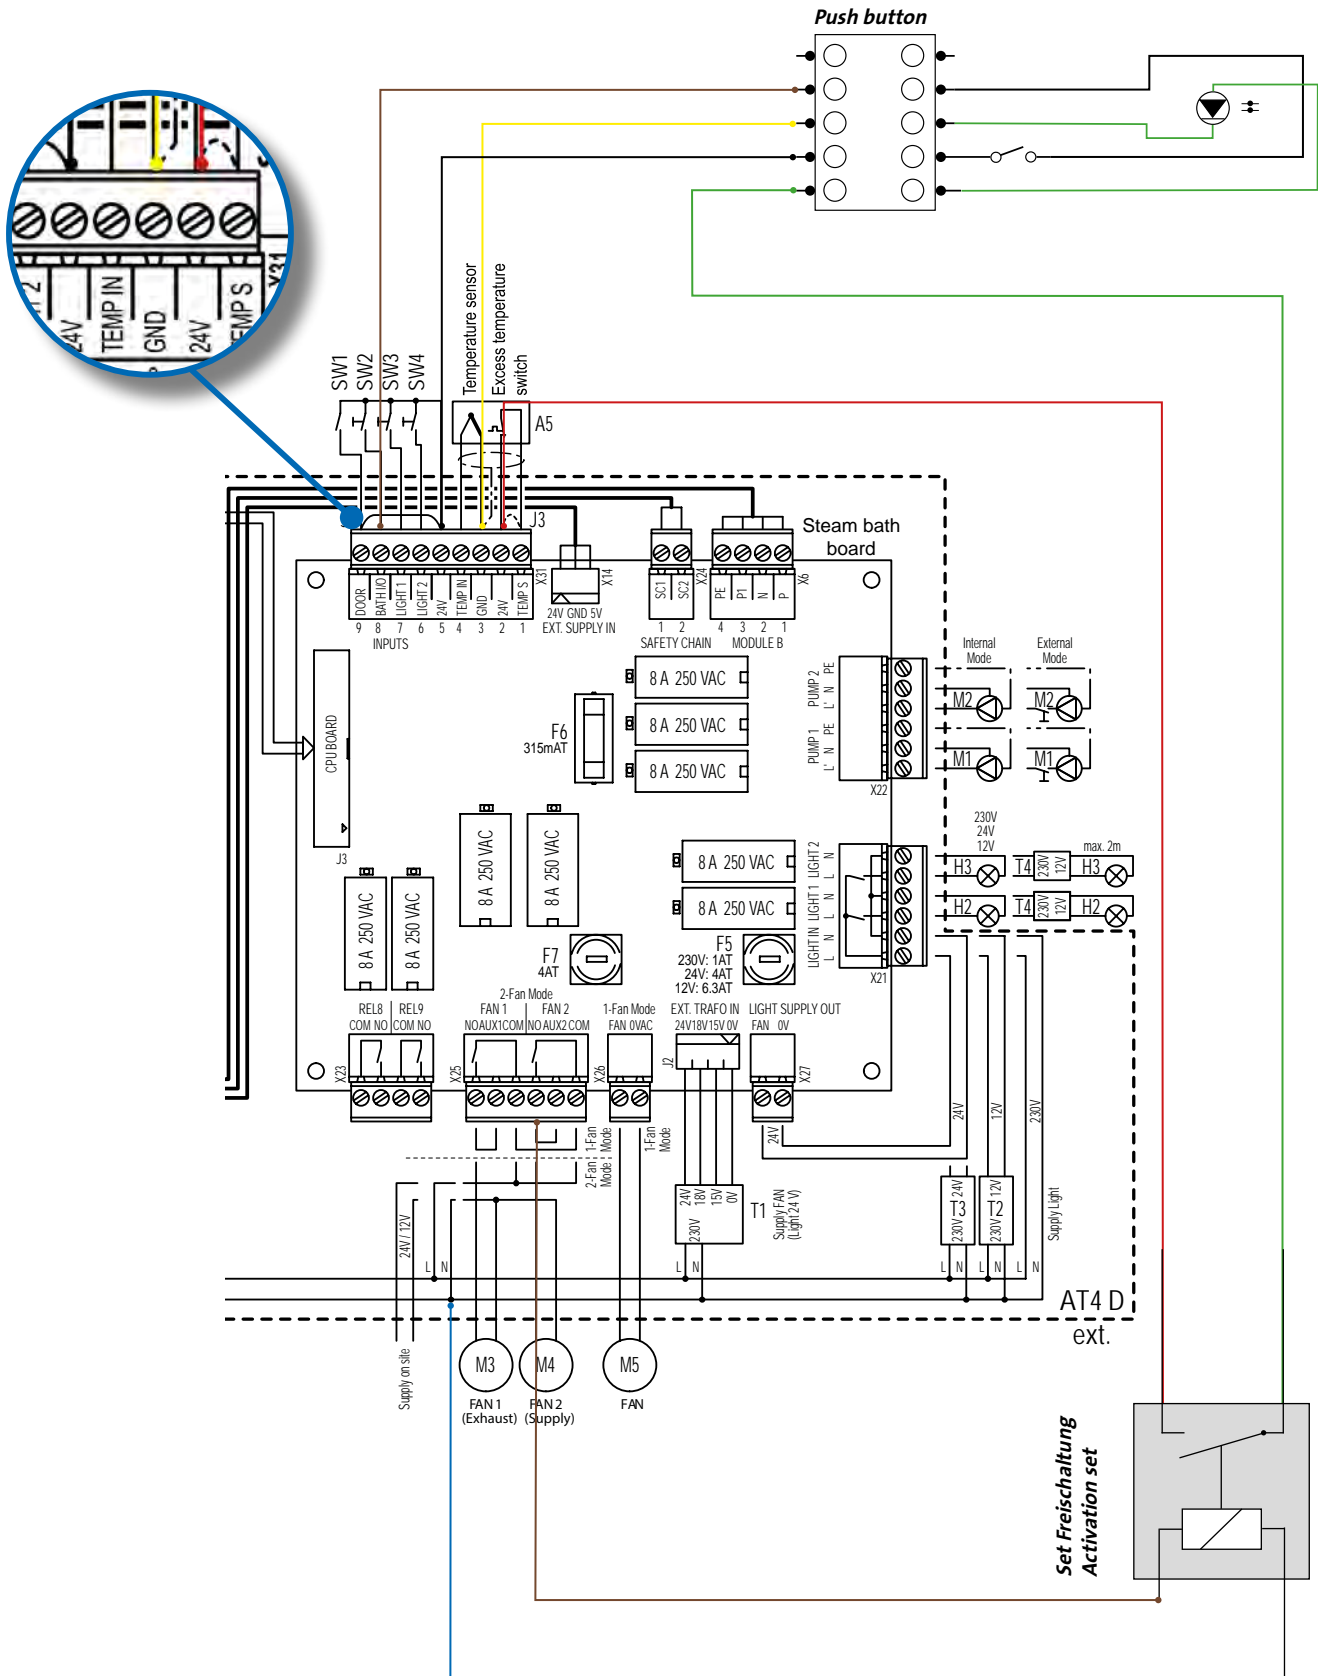 Push button
2
24V
TEMP IN
GND
24V
TEMP S
X31
SW1
SW2
SW3
SW4
Temperature sensor
Excess temperature
switch
A5
J3
Steam bath
board
DOOR
BATH I/O
LIGHT 1
LIGHT 2
24V
TEMP IN
GND
24V
TEMP S
9 8 7 6 5 4 3 2 1
INPUTS
X31
X14
24V GND 5V
EXT. SUPPLY IN
SC1
SC2
X24
1 2
SAFETY CHAIN
PE
P1
N
P
X6
4 3 2 1
MODULE B
CPU BOARD
J3
F6
315mAT
8 A 250 VAC
8 A 250 VAC
8 A 250 VAC
PUMP 2
L' N PE
PUMP 1
L' N PE
X22
Internal
Mode
External
Mode
M2
M2
M1
M1
8 A 250 VAC
8 A 250 VAC
8 A 250 VAC
8 A 250 VAC
8 A 250 VAC
8 A 250 VAC
F7
4AT
F5
230V: 1AT
24V: 4AT
12V: 6.3AT
LIGHT 2
L N
LIGHT 1
L N
LIGHT IN
L N
X21
230V
24V
12V
max. 2m
H3
T4
230V
12V
H3
H2
T4
230V
12V
H2
REL8
REL9
COM NO
COM NO
X23
2-Fan Mode
FAN 1
FAN 2
NO AUX1 COM
NO AUX2 COM
X25
1-Fan Mode
FAN 0VAC
X26
EXT. TRAFO IN
24V 18V 15V 0V
J2
LIGHT SUPPLY OUT
FAN 0V
X27
1-Fan
Mode
2-Fan
Mode
1-Fan
Mode
24V
24V
12V
230V
24V / 12V
L N
24V
18V
15V
0V
230V
T1
Supply FAN
(Light 24 V)
L N
24V
T3
230V
12V
T2
230V
Supply Light
L N
L N
L N
AT4 D
ext.
Supply on site
M3
M4
M5
FAN 1
(Exhaust)
FAN 2
(Supply)
FAN
Set Freischaltung
Activation set